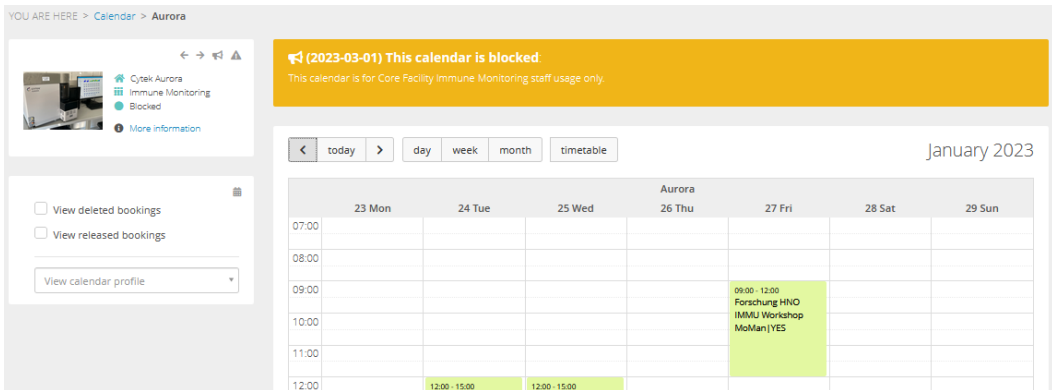 YOU ARE HERE > Calendar > Aurora
Cytek Aurora
Immune Monitoring
Blocked
More information
View deleted bookings
View released bookings
View calendar profile
(2023-03-01) This calendar is blocked:
This calendar is for Core Facility Immune Monitoring staff usage only.
today day week month timetable January 2023
Aurora
23 Mon 24 Tue 25 Wed 26 Thu 27 Fri 28 Sat 29 Sun
07:00
08:00
09:00
09:00 - 12:00
Forschung HNO
IMMU Workshop
MoMan|YES
10:00
11:00
12:00
12:00 - 15:00 12:00 - 15:00